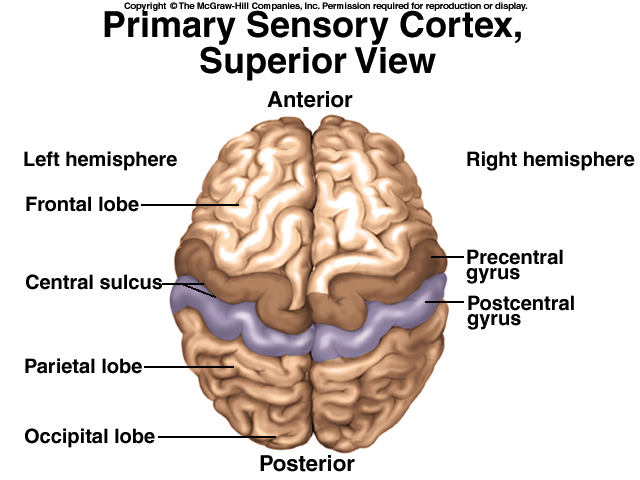 Copyright © The McGraw-Hill Companies, Inc. Permission required for reproduction or display.
Primary Sensory Cortex,
Superior View
Anterior
Left hemisphere
Right hemisphere
Frontal lobe
Precentral
gyrus
Central sulcus
Postcentral
gyrus
Parietal lobe
Occipital lobe
Posterior